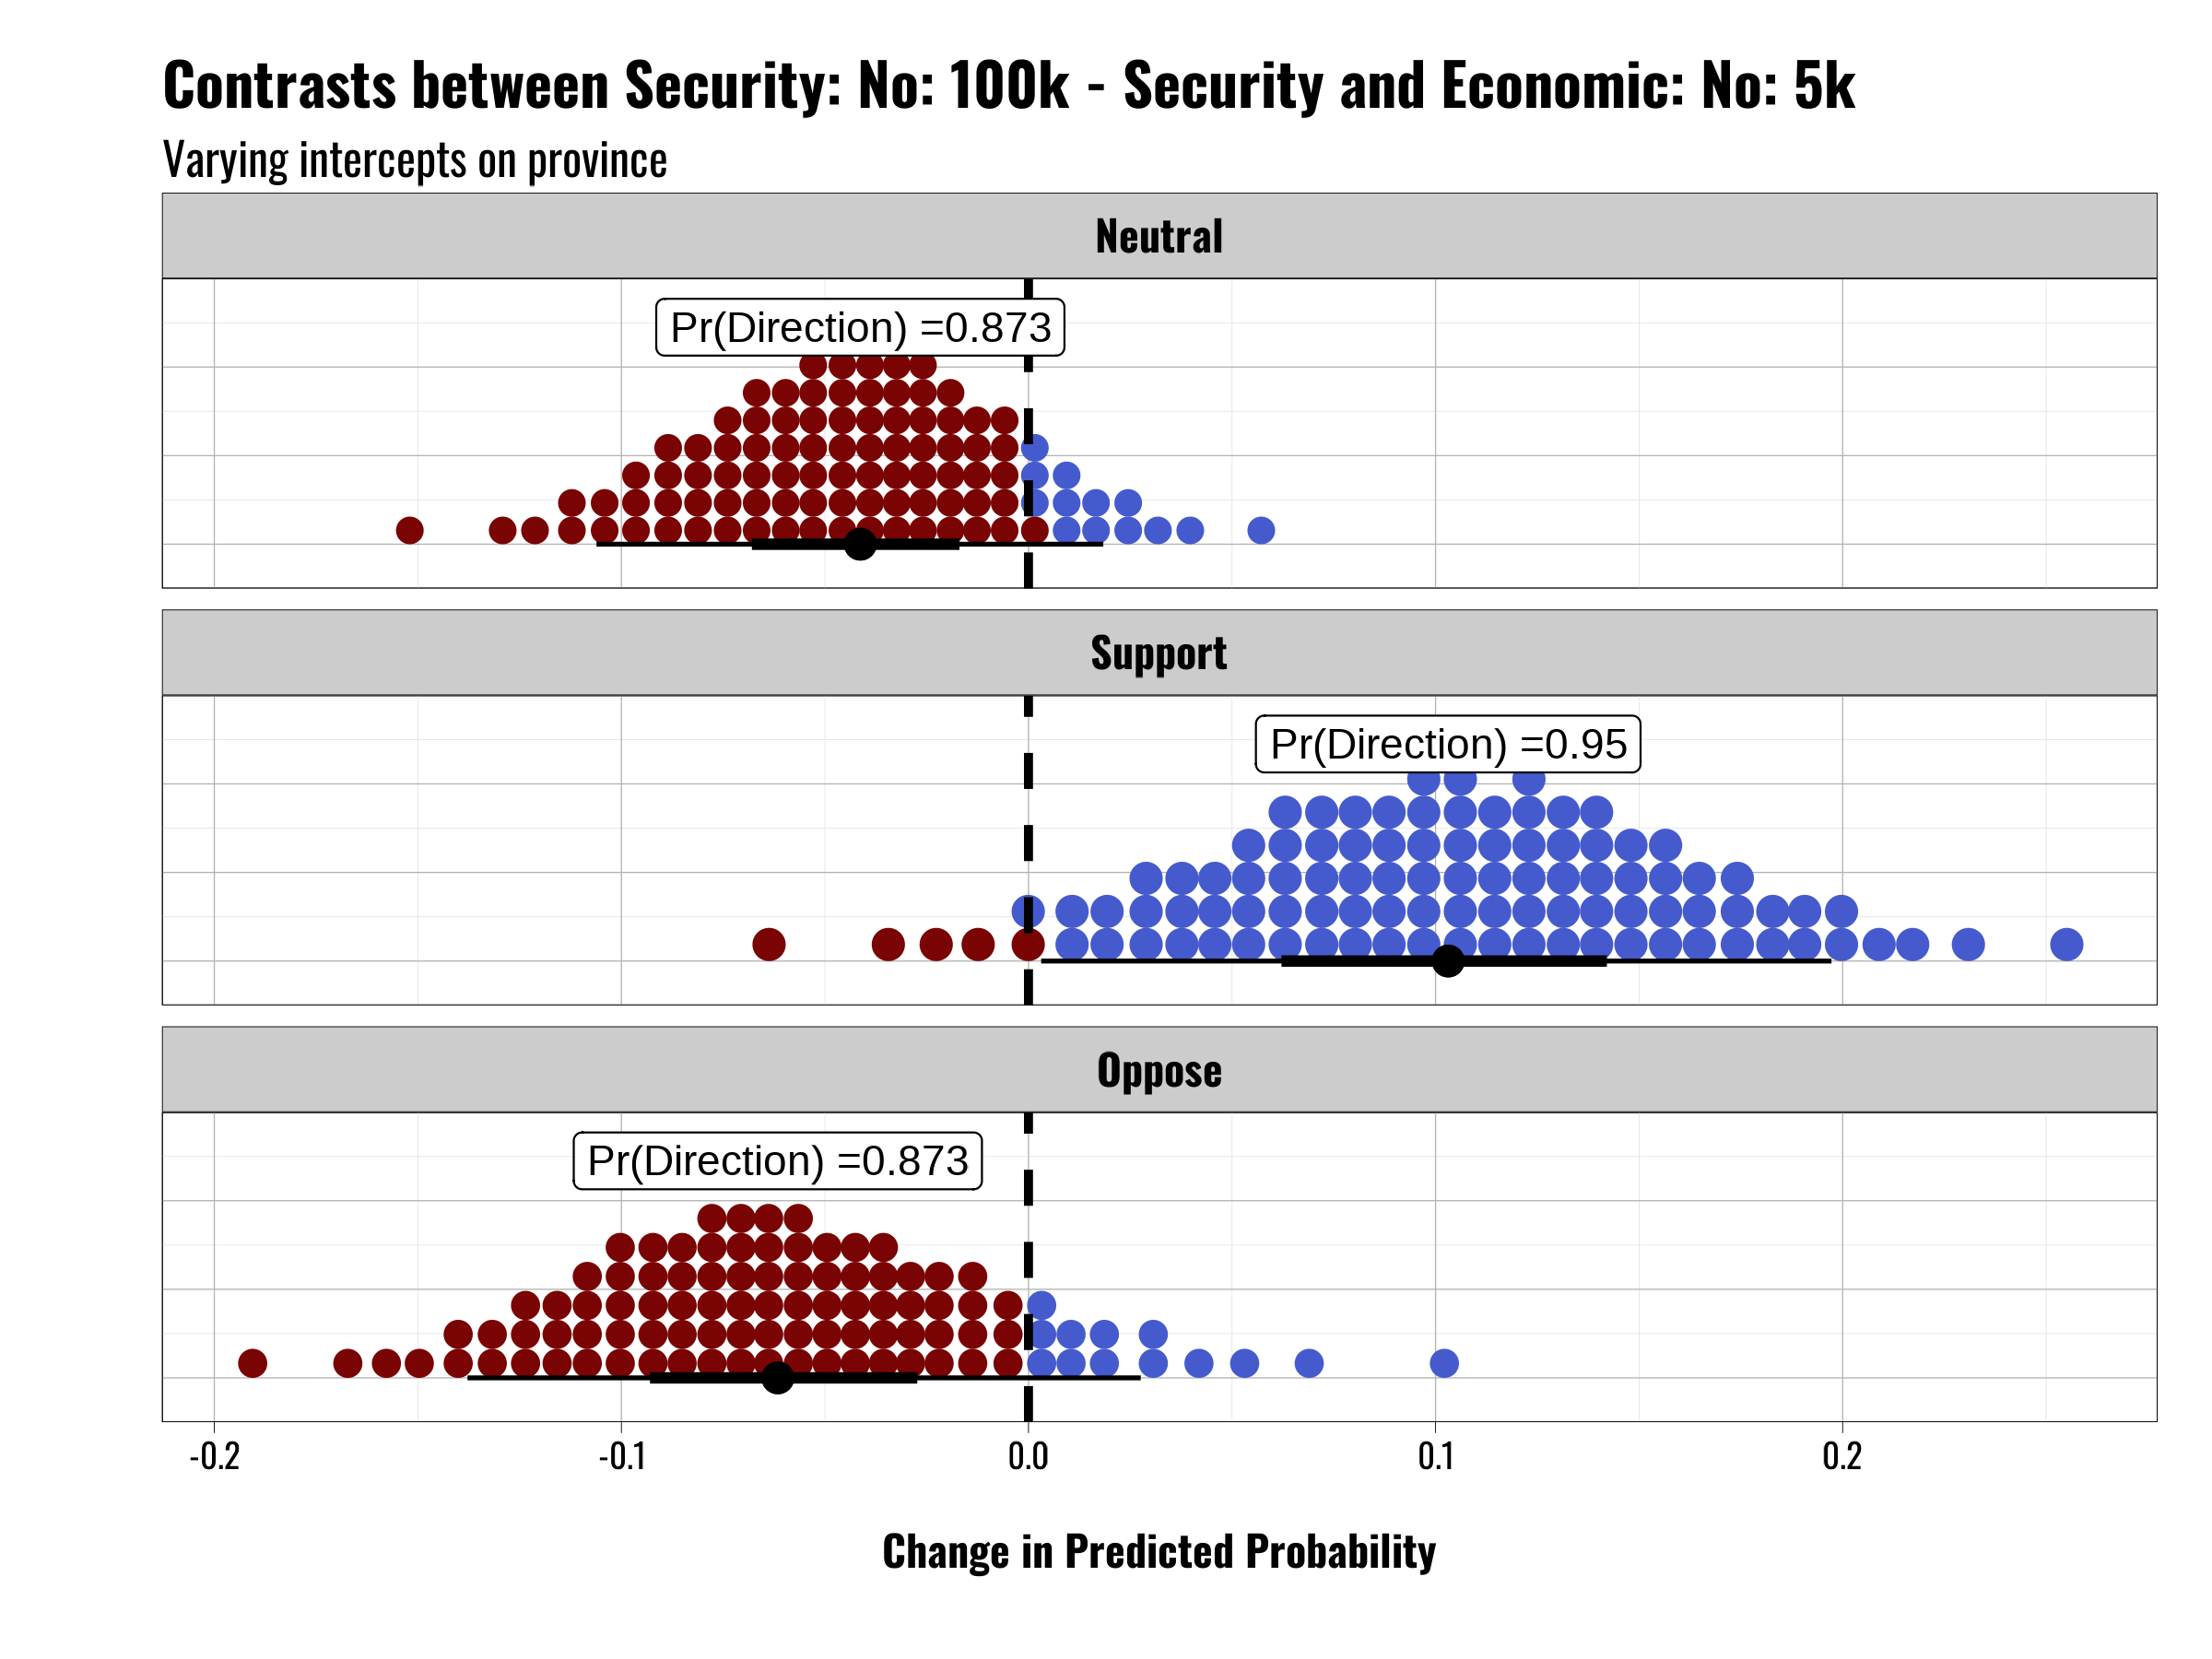 Contrasts between Security: No: 100k - Security and Economic: No: 5k
Varying intercepts on province
Neutral
Pr(Direction) =0.873
Support
Pr(Direction) =0.95
Oppose
Pr(Direction) =0.873
-0.2 -0.1 0.0 0.1 0.2
Change in Predicted Probability